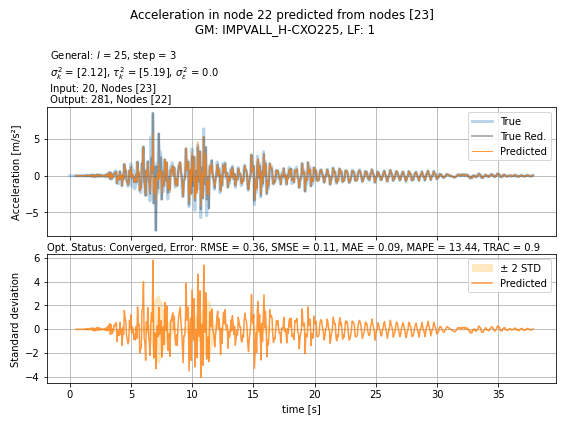 Acceleration in node 22 predicted from nodes [23]
GM: IMPVALL_H-CXO225, LF: 1
General: l = 25, step = 3
σ²ₖ = [2.12], τ²ₖ = [5.19], σ²ε = 0.0
Input: 20, Nodes [23]
Output: 281, Nodes [22]
Acceleration [m/s²]
5
0
−5
True
True Red.
Predicted
Opt. Status: Converged, Error: RMSE = 0.36, SMSE = 0.11, MAE = 0.09, MAPE = 13.44, TRAC = 0.9
Standard deviation
6
4
2
0
−2
−4
± 2 STD
Predicted
0 5 10 15 20 25 30 35
time [s]